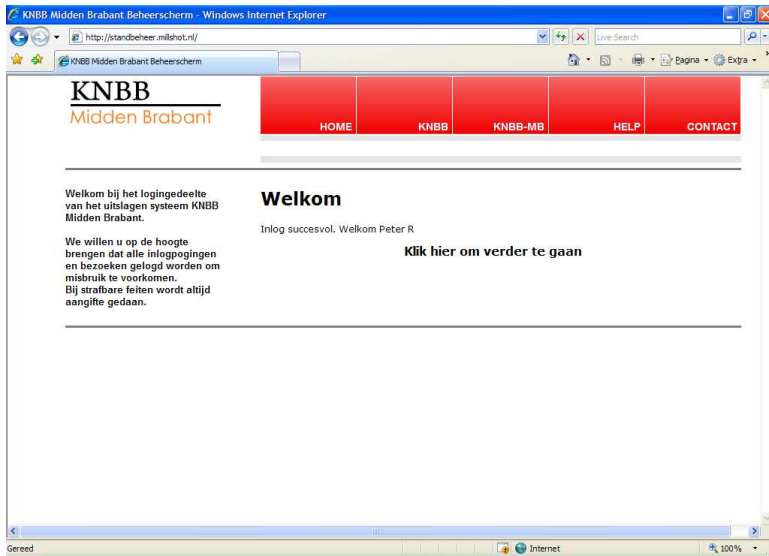 KNBB Midden Brabant Beheerscherm - Windows Internet Explorer
http://standbeheer.milshot.nl/
Live Search
KNBB Midden Brabant Beheerscherm
Pagina
Extra
KNBB
Midden Brabant
HOME
KNBB
KNBB-MB
HELP
CONTACT
Welkom bij het logingedeelte
van het uitslagen systeem KNBB
Midden Brabant.
We willen u op de hoogte
brengen dat alle inlogpogingen
en bezoeken gelogd worden om
misbruik te voorkomen.
Bij strafbare feiten wordt altijd
aangifte gedaan.
Welkom
Inlog succesvol. Welkom Peter R
Klik hier om verder te gaan
Gereed
Internet
100%